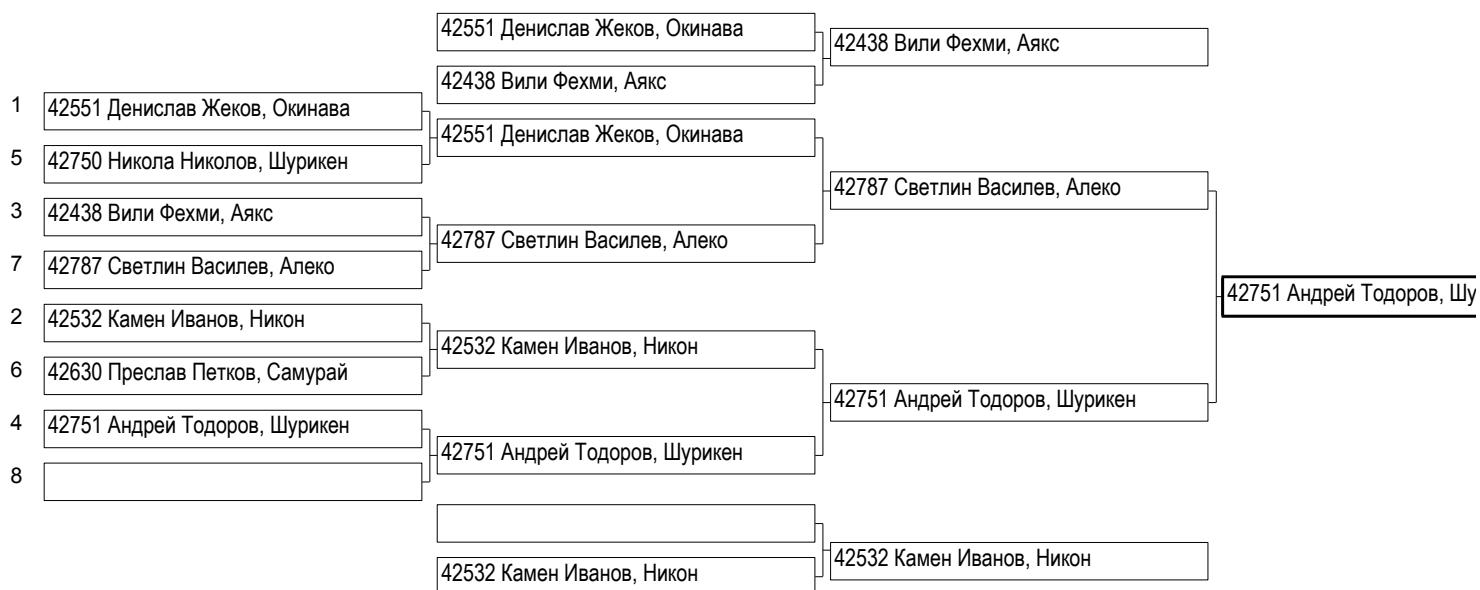 42551 Денислав Жеков, Окинава
42438 Вили Фехми, Аякс
42438 Вили Фехми, Аякс
1 42551 Денислав Жеков, Окинава
42551 Денислав Жеков, Окинава
5 42750 Никола Николов, Шурикен
42787 Светлин Василев, Алеко
3 42438 Вили Фехми, Аякс
42787 Светлин Василев, Алеко
7 42787 Светлин Василев, Алеко
42751 Андрей Тодоров, Шу
2 42532 Камен Иванов, Никон
42532 Камен Иванов, Никон
6 42630 Преслав Петков, Самурай
42751 Андрей Тодоров, Шурикен
4 42751 Андрей Тодоров, Шурикен
42751 Андрей Тодоров, Шурикен
8
42532 Камен Иванов, Никон
42532 Камен Иванов, Никон